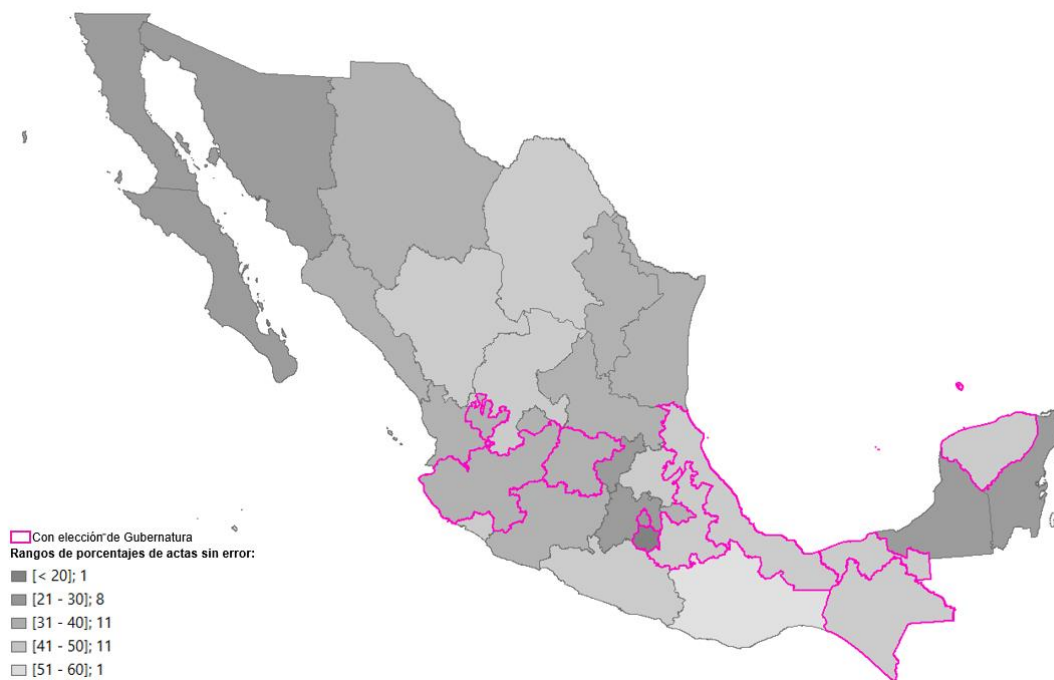 Con elección de Gubernatura
Rangos de porcentajes de actas sin error:
[< 20]; 1
[21 - 30]; 8
[31 - 40]; 11
[41 - 50]; 11
[51 - 60]; 1